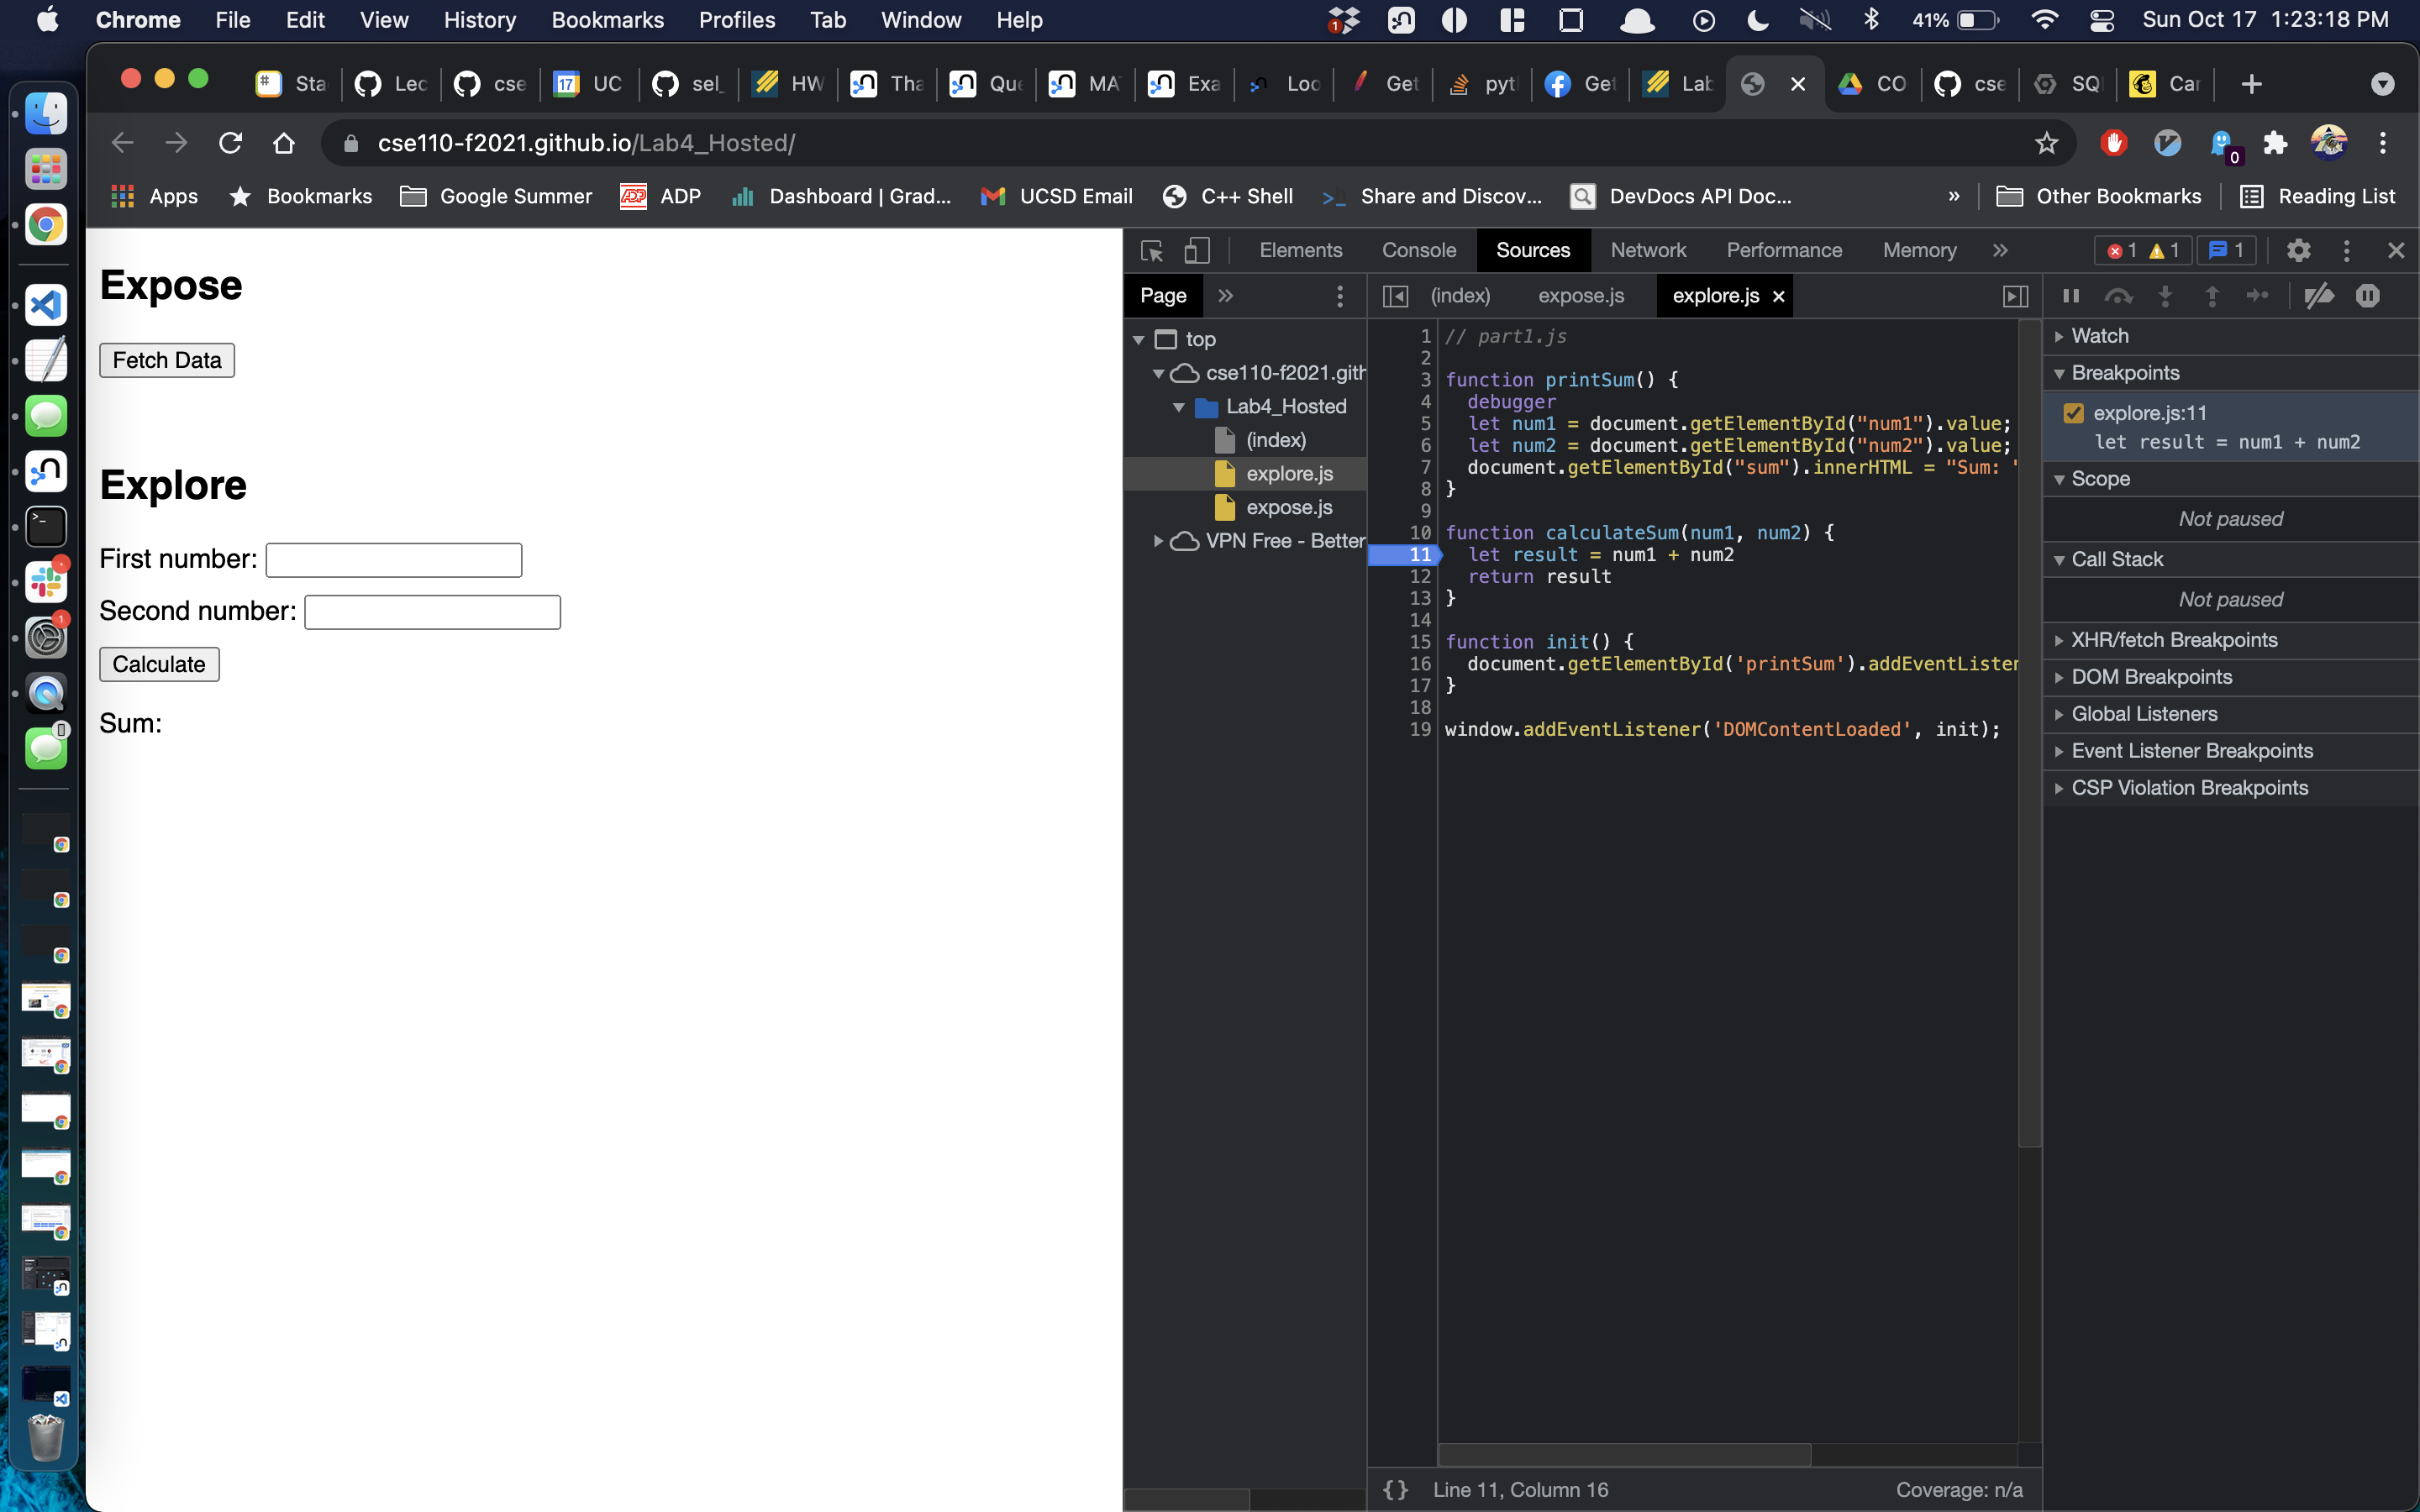 Chrome File Edit View History Bookmarks Profiles Tab Window Help 1 41% Sun Oct 17 1:23:18 PM
# Sta Lec cse 17 UC sel_ HW Tha Que MA Exa Loo Get pyt Get Lab CO cse SQ Car
cse110-f2021.github.io/Lab4_Hosted/ 0
Apps Bookmarks Google Summer ADP ADP Dashboard | Grad... UCSD Email C++ Shell Share and Discov... DevDocs API Doc... » Other Bookmarks Reading List
Expose
Fetch Data
Explore
First number:
Second number:
Calculate
Sum:
Elements Console Sources Network Performance Memory » 1 1 1
Page » (index) expose.js explore.js
top
cse110-f2021.gith
Lab4_Hosted
(index)
explore.js
expose.js
VPN Free - Better
1 // part1.js
2
3 function printSum() {
4 debugger
5 let num1 = document.getElementById("num1").value;
6 let num2 = document.getElementById("num2").value;
7 document.getElementById("sum").innerHTML = "Sum: "
8 }
9
10 function calculateSum(num1, num2) {
11 let result = num1 + num2
12 return result
13 }
14
15 function init() {
16 document.getElementById('printSum').addEventListen
17 }
18
19 window.addEventListener('DOMContentLoaded', init);
{} Line 11, Column 16 Coverage: n/a
Watch
Breakpoints
explore.js:11
let result = num1 + num2
Scope
Not paused
Call Stack
Not paused
XHR/fetch Breakpoints
DOM Breakpoints
Global Listeners
Event Listener Breakpoints
CSP Violation Breakpoints
1